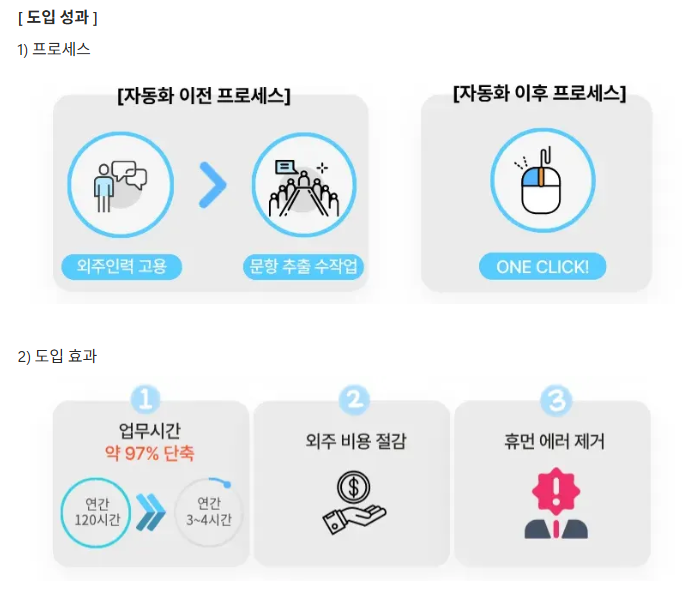 [ 도입 성과 ]
1) 프로세스
[자동화 이전 프로세스]
외주인력 고용
문항 추출 수작업
[자동화 이후 프로세스]
ONE CLICK!
2) 도입 효과
1
업무시간
약 97% 단축
연간
120시간
연간
3~4시간
2
외주 비용 절감
$
3
휴먼 에러 제거
!